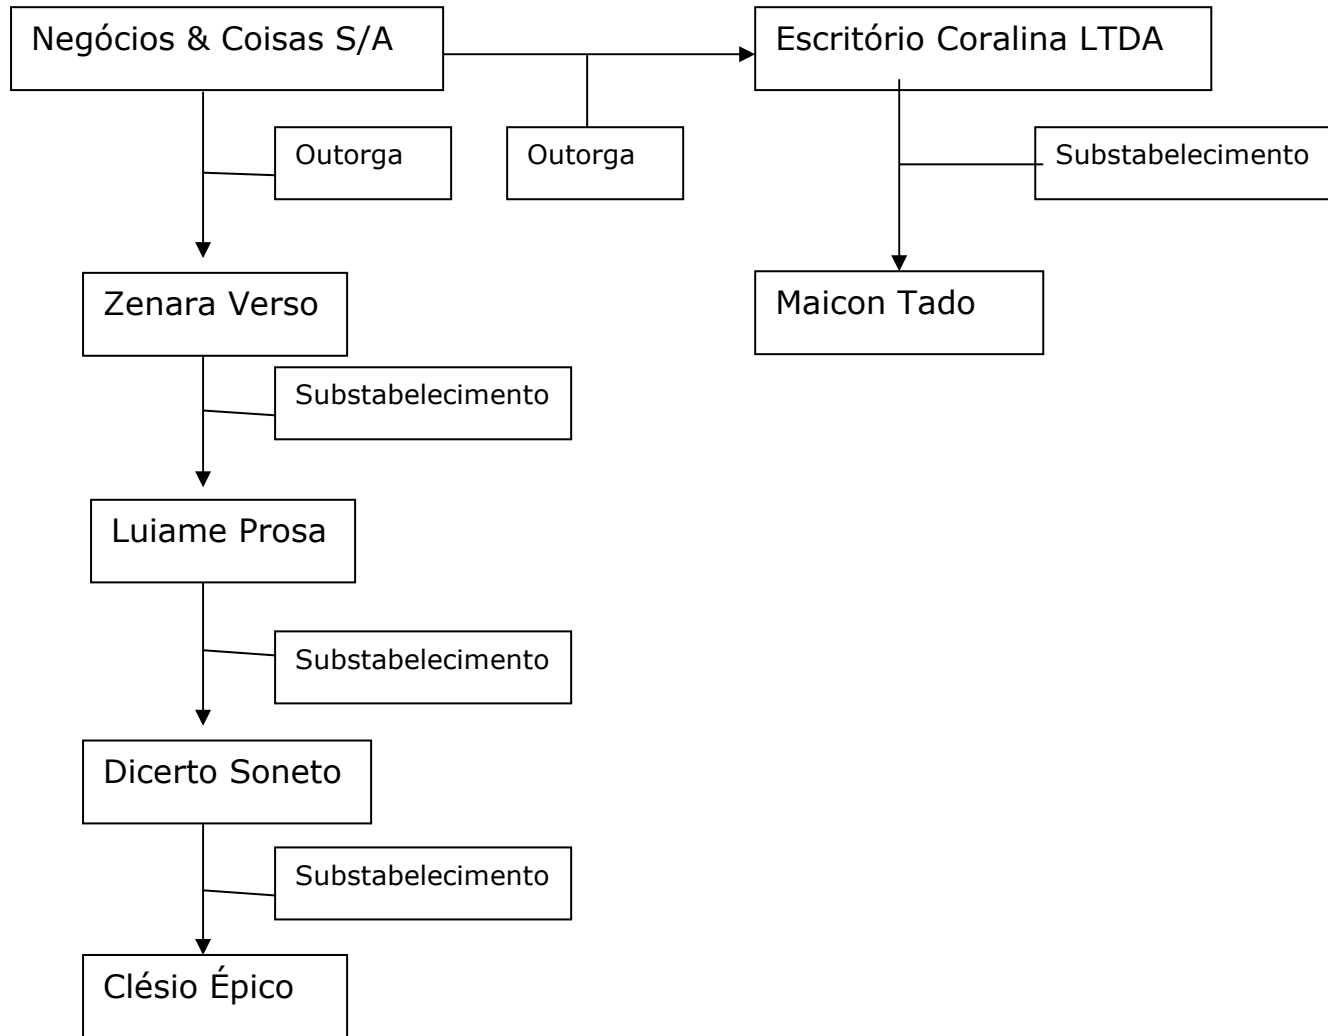 Negócios & Coisas S/A
Escritório Coralina LTDA
Outorga
Outorga
Substabelecimento
Zenara Verso
Maicon Tado
Substabelecimento
Luiame Prosa
Substabelecimento
Dicerto Soneto
Substabelecimento
Clésio Épico